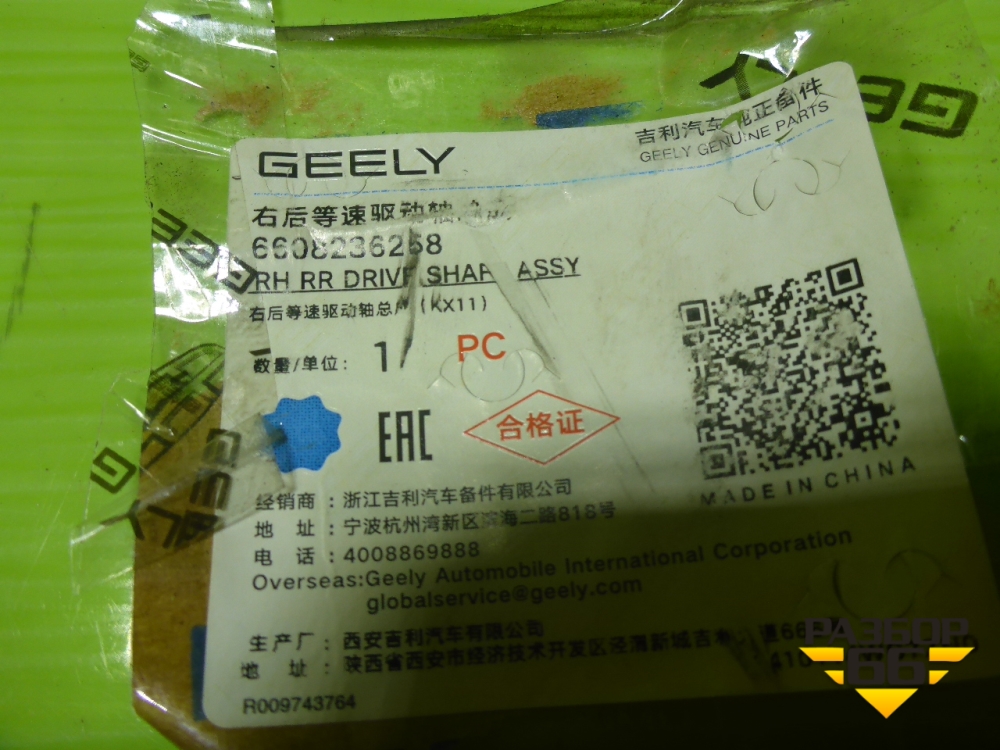 GEELY
吉利汽车纯正备件
GEELY GENUINE PARTS
右后等速驱动轴
6608236258
RH RR DRIVE SHAFT ASSY
右后等速驱动轴总成 (KX11)
数量/单位: 1 PC
EAC
合格证
MADE IN CHINA
经销商 : 浙江吉利汽车备件有限公司
地 址 : 宁波杭州湾新区滨海二路818号
电 话 : 4008869888
Overseas:Geely Automobile International Corporation
globalservice@geely.com
生产厂 : 西安吉利汽车有限公司
地 址 : 陕西省西安市经济技术开发区泾渭新城吉
R009743764
GEELY
GEELY
GEELY
РАЗБОР
66